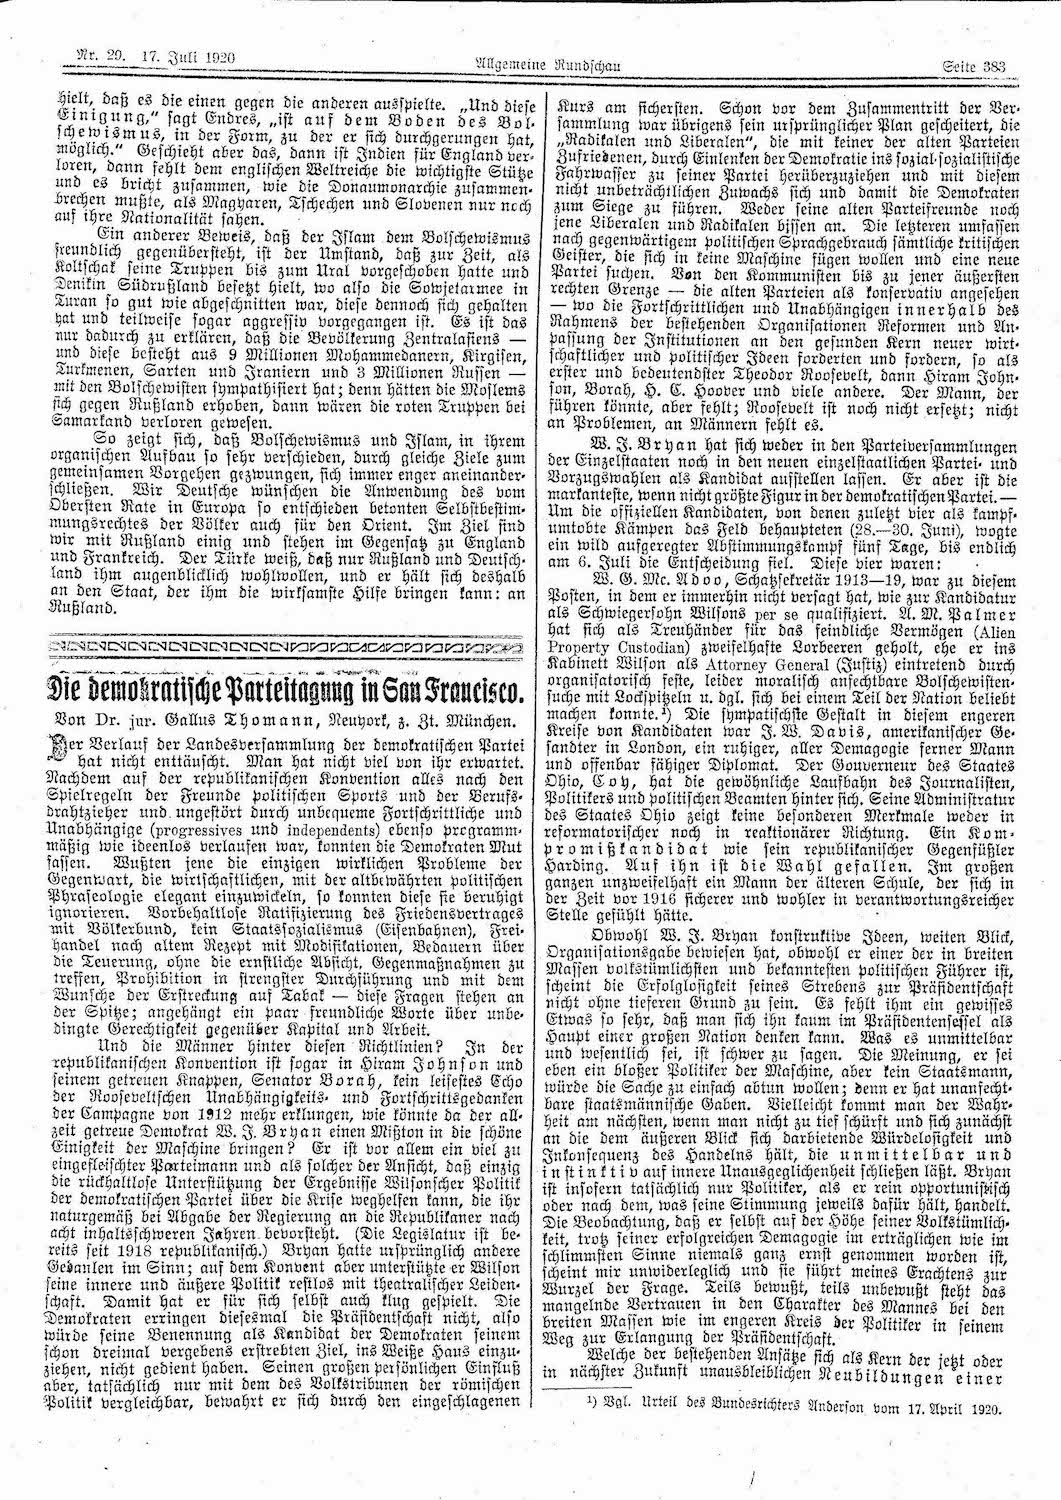 Nr. 29. 17. Juli 1920
Allgemeine Rundschau
Seite 383
hielt, daß es die einen gegen die anderen ausspielte. „Und diese
Einigung,“ sagt Endres, „ist auf dem Boden des Bol-
schewismus, in der Form, zu der er sich durchgerungen hat,
möglich.“ Geschieht aber das, dann ist Indien für England ver-
loren, dann fehlt dem englischen Weltreiche die wichtigste Stütze
und es bricht zusammen, wie die Donaumonarchie zusammen-
brechen mußte, als Magyaren, Tschechen und Slovenen nur noch
auf ihre Nationalität sahen.
Ein anderer Beweis, daß der Islam dem Bolschewismus
freundlich gegenübersteht, ist der Umstand, daß zur Zeit, als
Koltschak seine Truppen bis zum Ural vorgeschoben hatte und
Denikin Südrußland besetzt hielt, wo also die Sowjetarmee in
Turan so gut wie abgeschnitten war, diese dennoch sich gehalten
hat und teilweise sogar aggressiv vorgegangen ist. Es ist das
nur dadurch zu erklären, daß die Bevölkerung Zentralasiens —
und diese besteht aus 9 Millionen Mohammedanern, Kirgisen,
Turkmenen, Sarten und Iraniern und 3 Millionen Russen —
mit den Bolschewisten sympathisiert hat; denn hätten die Moslems
sich gegen Rußland erhoben, dann wären die roten Truppen bei
Samarkand verloren gewesen.
So zeigt sich, daß Bolschewismus und Islam, in ihrem
organischen Aufbau so sehr verschieden, durch gleiche Ziele zum
gemeinsamen Vorgehen gezwungen, sich immer enger aneinander-
schließen. Wir Deutsche wünschen die Anwendung des vom
Obersten Rate in Europa so entschieden betonten Selbstbestim-
mungsrechtes der Völker auch für den Orient. Im Ziel sind
wir mit Rußland einig und stehen im Gegensatz zu England
und Frankreich. Der Türke weiß, daß nur Rußland und Deutsch-
land ihm augenblicklich wohlwollen, und er hält sich deshalb
an den Staat, der ihm die wirksamste Hilfe bringen kann: an
Rußland.
Die demokratische Parteitagung in San Francisco.
Von Dr. jur. Gallus Thomann, Neuyork, z. Zt. München.
Der Verlauf der Landesversammlung der demokratischen Partei
hat nicht enttäuscht. Man hat nicht viel von ihr erwartet.
Nachdem auf der republikanischen Konvention alles nach den
Spielregeln der Freunde politischen Sports und der Berufs-
drahtzieher und ungestört durch unbequeme Fortschrittliche und
Unabhängige (progressives und independents) ebenso programm-
mäßig wie ideenlos verlaufen war, konnten die Demokraten Mut
fassen. Wußten jene die einzigen wirklichen Probleme der
Gegenwart, die wirtschaftlichen, mit der altbewährten politischen
Phraseologie elegant einzuwickeln, so konnten diese sie beruhigt
ignorieren. Vorbehaltlose Ratifizierung des Friedensvertrages
mit Völkerbund, kein Staatssozialismus (Eisenbahnen), Frei-
handel nach altem Rezept mit Modifikationen, Bedauern über
die Teuerung, ohne die ernstliche Absicht, Gegenmaßnahmen zu
treffen, Prohibition in strengster Durchführung und mit dem
Wunsche der Erstreckung auf Tabak — diese Fragen stehen an
der Spitze; angehängt ein paar freundliche Worte über unbe-
dingte Gerechtigkeit gegenüber Kapital und Arbeit.
Und die Männer hinter diesen Richtlinien? In der
republikanischen Konvention ist sogar in Hiram Johnson und
seinem getreuen Knappen, Senator Borah, kein leisestes Echo
der Rooseveltschen Unabhängigkeits- und Fortschrittsgedanken
der Campagne von 1912 mehr erklungen, wie könnte da der all-
zeit getreue Demokrat W. J. Bryan einen Mißton in die schöne
Einigkeit der Maschine bringen? Er ist vor allem ein viel zu
eingefleischter Parteimann und als solcher der Ansicht, daß einzig
die rückhaltlose Unterstützung der Ergebnisse Wilsonscher Politik
der demokratischen Partei über die Krise weghelfen kann, die ihr
naturgemäß bei Abgabe der Regierung an die Republikaner nach
acht inhaltsschweren Jahren bevorsteht. (Die Legislatur ist be-
reits seit 1918 republikanisch.) Bryan hatte ursprünglich andere
Gedanken im Sinn; auf dem Konvent aber unterstützte er Wilson
seine innere und äußere Politik restlos mit theatralischer Leiden-
schaft. Damit hat er für sich selbst auch klug gespielt. Die
Demokraten erringen diesesmal die Präsidentschaft nicht, also
würde seine Benennung als Kandidat der Demokraten seinem
schon dreimal vergebens erstrebten Ziel, ins Weiße Haus einzu-
ziehen, nicht gedient haben. Seinen großen persönlichen Einfluß
aber, tatsächlich nur mit dem des Volkstribunen der römischen
Politik vergleichbar, bewahrt er sich durch den eingeschlagenen
Kurs am sichersten. Schon vor dem Zusammentritt der Ver-
sammlung war übrigens sein ursprünglicher Plan gescheitert, die
„Radikalen und Liberalen“, die mit keiner der alten Parteien
Zufriedenen, durch Einlenken der Demokratie ins sozial-sozialistische
Fahrwasser zu seiner Partei herüberzuziehen und mit diesem
nicht unbeträchtlichen Zuwachs sich und damit die Demokraten
zum Siege zu führen. Weder seine alten Parteifreunde noch
jene Liberalen und Radikalen bissen an. Die letzteren umfassen
nach gegenwärtigem politischen Sprachgebrauch sämtliche kritischen
Geister, die sich in keine Maschine fügen wollen und eine neue
Partei suchen. Von den Kommunisten bis zu jener äußersten
rechten Grenze — die alten Parteien als konservativ angesehen
— wo die Fortschrittlichen und Unabhängigen innerhalb des
Rahmens der bestehenden Organisationen Reformen und An-
passung der Institutionen an den gesunden Kern neuer wirt-
schaftlicher und politischer Ideen forderten und fordern, so als
erster und bedeutendster Theodor Roosevelt, dann Hiram John-
son, Borah, H. C. Hoover und viele andere. Der Mann, der
führen könnte, aber fehlt; Roosevelt ist noch nicht ersetzt; nicht
an Problemen, an Männern fehlt es.
W. J. Bryan hat sich weder in den Parteiversammlungen
der Einzelstaaten noch in den neuen einzelstaatlichen Partei- und
Vorzugswahlen als Kandidat aufstellen lassen. Er aber ist die
markanteste, wenn nicht größte Figur in der demokratischen Partei. —
Um die offiziellen Kandidaten, von denen zuletzt vier als kampf-
umtobte Kämpen das Feld behaupteten (28.—30. Juni), wogte
ein wild aufgeregter Abstimmungskampf fünf Tage, bis endlich
am 6. Juli die Entscheidung fiel. Diese vier waren:
W. G. Mc. Adoo, Schatzsekretär 1913—19, war zu diesem
Posten, in dem er immerhin nicht versagt hat, wie zur Kandidatur
als Schwiegersohn Wilsons per se qualifiziert. A. M. Palmer
hat sich als Treuhänder für das feindliche Vermögen (Alien
Property Custodian) zweifelhafte Lorbeeren geholt, ehe er ins
Kabinett Wilson als Attorney General (Justiz) eintretend durch
organisatorisch feste, leider moralisch anfechtbare Bolschewisten-
suche mit Lockspitzeln u. dgl. sich bei einem Teil der Nation beliebt
machen konnte.¹) Die sympatischste Gestalt in diesem engeren
Kreise von Kandidaten war J. W. Davis, amerikanischer Ge-
sandter in London, ein ruhiger, aller Demagogie ferner Mann
und offenbar fähiger Diplomat. Der Gouverneur des Staates
Ohio, Coy, hat die gewöhnliche Laufbahn des Journalisten,
Politikers und politischen Beamten hinter sich. Seine Administratur
des Staates Ohio zeigt keine besonderen Merkmale weder in
reformatorischer noch in reaktionärer Richtung. Ein Kom-
promißkandidat wie sein republikanischer Gegenfüßler
Harding. Auf ihn ist die Wahl gefallen. Im großen
ganzen unzweifelhaft ein Mann der älteren Schule, der sich in
der Zeit vor 1916 sicherer und wohler in verantwortungsreicher
Stelle gefühlt hätte.
Obwohl W. J. Bryan konstruktive Ideen, weiten Blick,
Organisationsgabe bewiesen hat, obwohl er einer der in breiten
Massen volkstümlichsten und bekanntesten politischen Führer ist,
scheint die Erfolglosigkeit seines Strebens zur Präsidentschaft
nicht ohne tieferen Grund zu sein. Es fehlt ihm ein gewisses
Etwas so sehr, daß man sich ihn kaum im Präsidentensessel als
Haupt einer großen Nation denken kann. Was es unmittelbar
und wesentlich sei, ist schwer zu sagen. Die Meinung, er sei
eben ein bloßer Politiker der Maschine, aber kein Staatsmann,
würde die Sache zu einfach abtun wollen; denn er hat unanfecht-
bare staatsmännische Gaben. Vielleicht kommt man der Wahr-
heit am nächsten, wenn man nicht zu tief schürft und sich zunächst
an die dem äußeren Blick sich darbietende Würdelosigkeit und
Inkonsequenz des Handelns hält, die unmittelbar und
instinktiv auf innere Unausgeglichenheit schließen läßt. Bryan
ist insofern tatsächlich nur Politiker, als er rein opportunistisch
oder nach dem, was seine Stimmung jeweils dafür hält, handelt.
Die Beobachtung, daß er selbst auf der Höhe seiner Volkstümlich-
keit, trotz seiner erfolgreichen Demagogie im erträglichen wie im
schlimmsten Sinne niemals ganz ernst genommen worden ist,
scheint mir unwiderleglich und sie führt meines Erachtens zur
Wurzel der Frage. Teils bewußt, teils unbewußt steht das
mangelnde Vertrauen in den Charakter des Mannes bei den
breiten Massen wie im engeren Kreis der Politiker in seinem
Weg zur Erlangung der Präsidentschaft.
Welche der bestehenden Ansätze sich als Kern der jetzt oder
in nächster Zukunft unausbleiblichen Neubildungen einer
¹) Vgl. Urteil des Bundesrichters Anderson vom 17. April 1920.